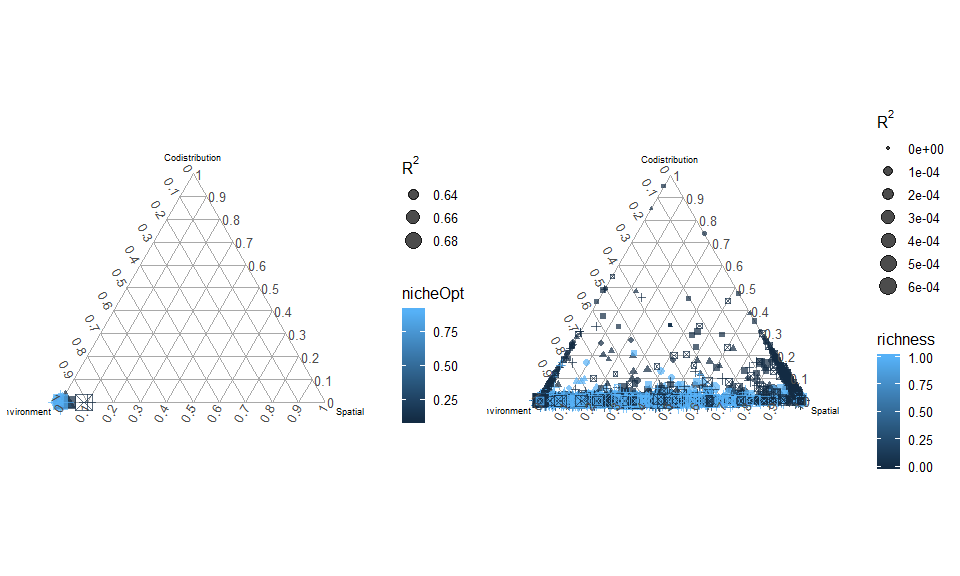 Codistribution
0 1
0.1 0.9
0.2 0.8
0.3 0.7
0.4 0.6
0.5 0.5
0.6 0.4
0.7 0.3
0.8 0.2
0.9 0.1
0
nvironment
0.2 0.3 0.4 0.5 0.6 0.7 0.8 0.9 1
Spatial
R2
0.64
0.66
0.68
nicheOpt
0.75
0.50
0.25
Codistribution
0 1
0.1 0.9
0.2 0.8
0.3 0.7
0.4 0.6
0.5 0.5
0.6 0.4
0.7 0.3
0.8 0.2
0.9
nvironment
Spatial
R2
0e+00
1e-04
2e-04
3e-04
4e-04
5e-04
6e-04
richness
1.00
0.75
0.50
0.25
0.00